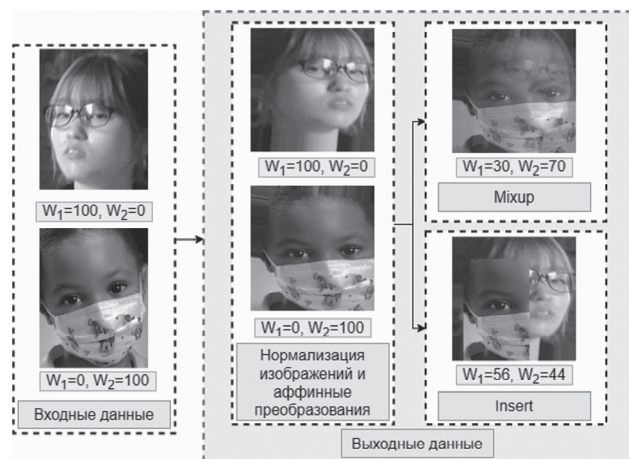 W₁=100, W₂=0
W₁=0, W₂=100
Входные данные
W₁=100, W₂=0
W₁=0, W₂=100
Нормализация
изображений и
аффинные
преобразования
W₁=30, W₂=70
Mixup
W₁=56, W₂=44
Insert
Выходные данные